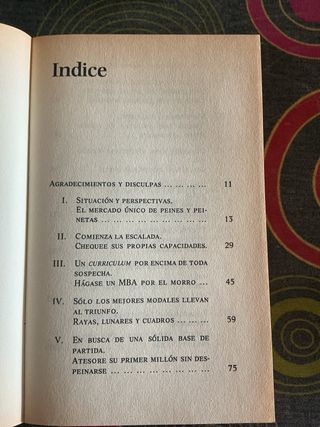 Indice
AGRADECIMIENTOS Y DISCULPAS ... ... ... ... 11
I. SITUACIÓN Y PERSPECTIVAS.
EL MERCADO ÚNICO DE PEINES Y PEI-
NETAS ... ... ... ... ... ... ... ... ... 13
II. COMIENZA LA ESCALADA.
CHEQUEE SUS PROPIAS CAPACIDADES. 29
III. UN CURRICULUM POR ENCIMA DE TODA
SOSPECHA.
HÁGASE UN MBA POR EL MORRO ... 45
IV. SÓLO LOS MEJORES MODALES LLEVAN
AL TRIUNFO.
RAYAS, LUNARES Y CUADROS ... ... ... 59
V. EN BUSCA DE UNA SÓLIDA BASE DE
PARTIDA.
ATESORE SU PRIMER MILLÓN SIN DES-
PEINARSE ... ... ... ... ... ... ... ... 75